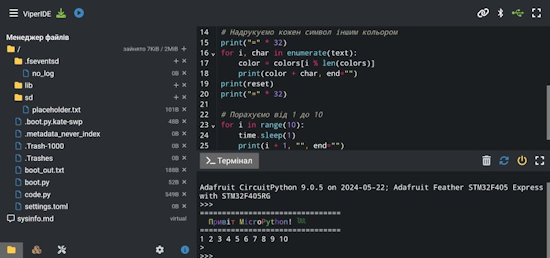 ViperIDE
Менеджер файлів
/ зайнято 7KiB / 2MiB
.fseventsd
no_log 0B
lib
sd
placeholder.txt 101B
.boot.py.kate-swp 48B
.metadata_never_index 0B
.Trash-1000 0B
.Trashes 0B
boot_out.txt 188B
boot.py 52B
code.py 549B
settings.toml 0B
sysinfo.md virtual
14 # Надрукуємо кожен символ іншим кольором
15 print("=" * 32)
16 for i, char in enumerate(text):
17 color = colors[i % len(colors)]
18 print(color + char, end="")
19 print(reset)
20 print("=" * 32)
21
22 # Порахуємо від 1 до 10
23 for i in range(10):
24 time.sleep(1)
25 print(i + 1, "", end="")
Термінал
Adafruit CircuitPython 9.0.5 on 2024-05-22; Adafruit Feather STM32F405 Express
with STM32F405RG
>>>
================================
Привіт MicroPython!
================================
1 2 3 4 5 6 7 8 9 10
>
>>>